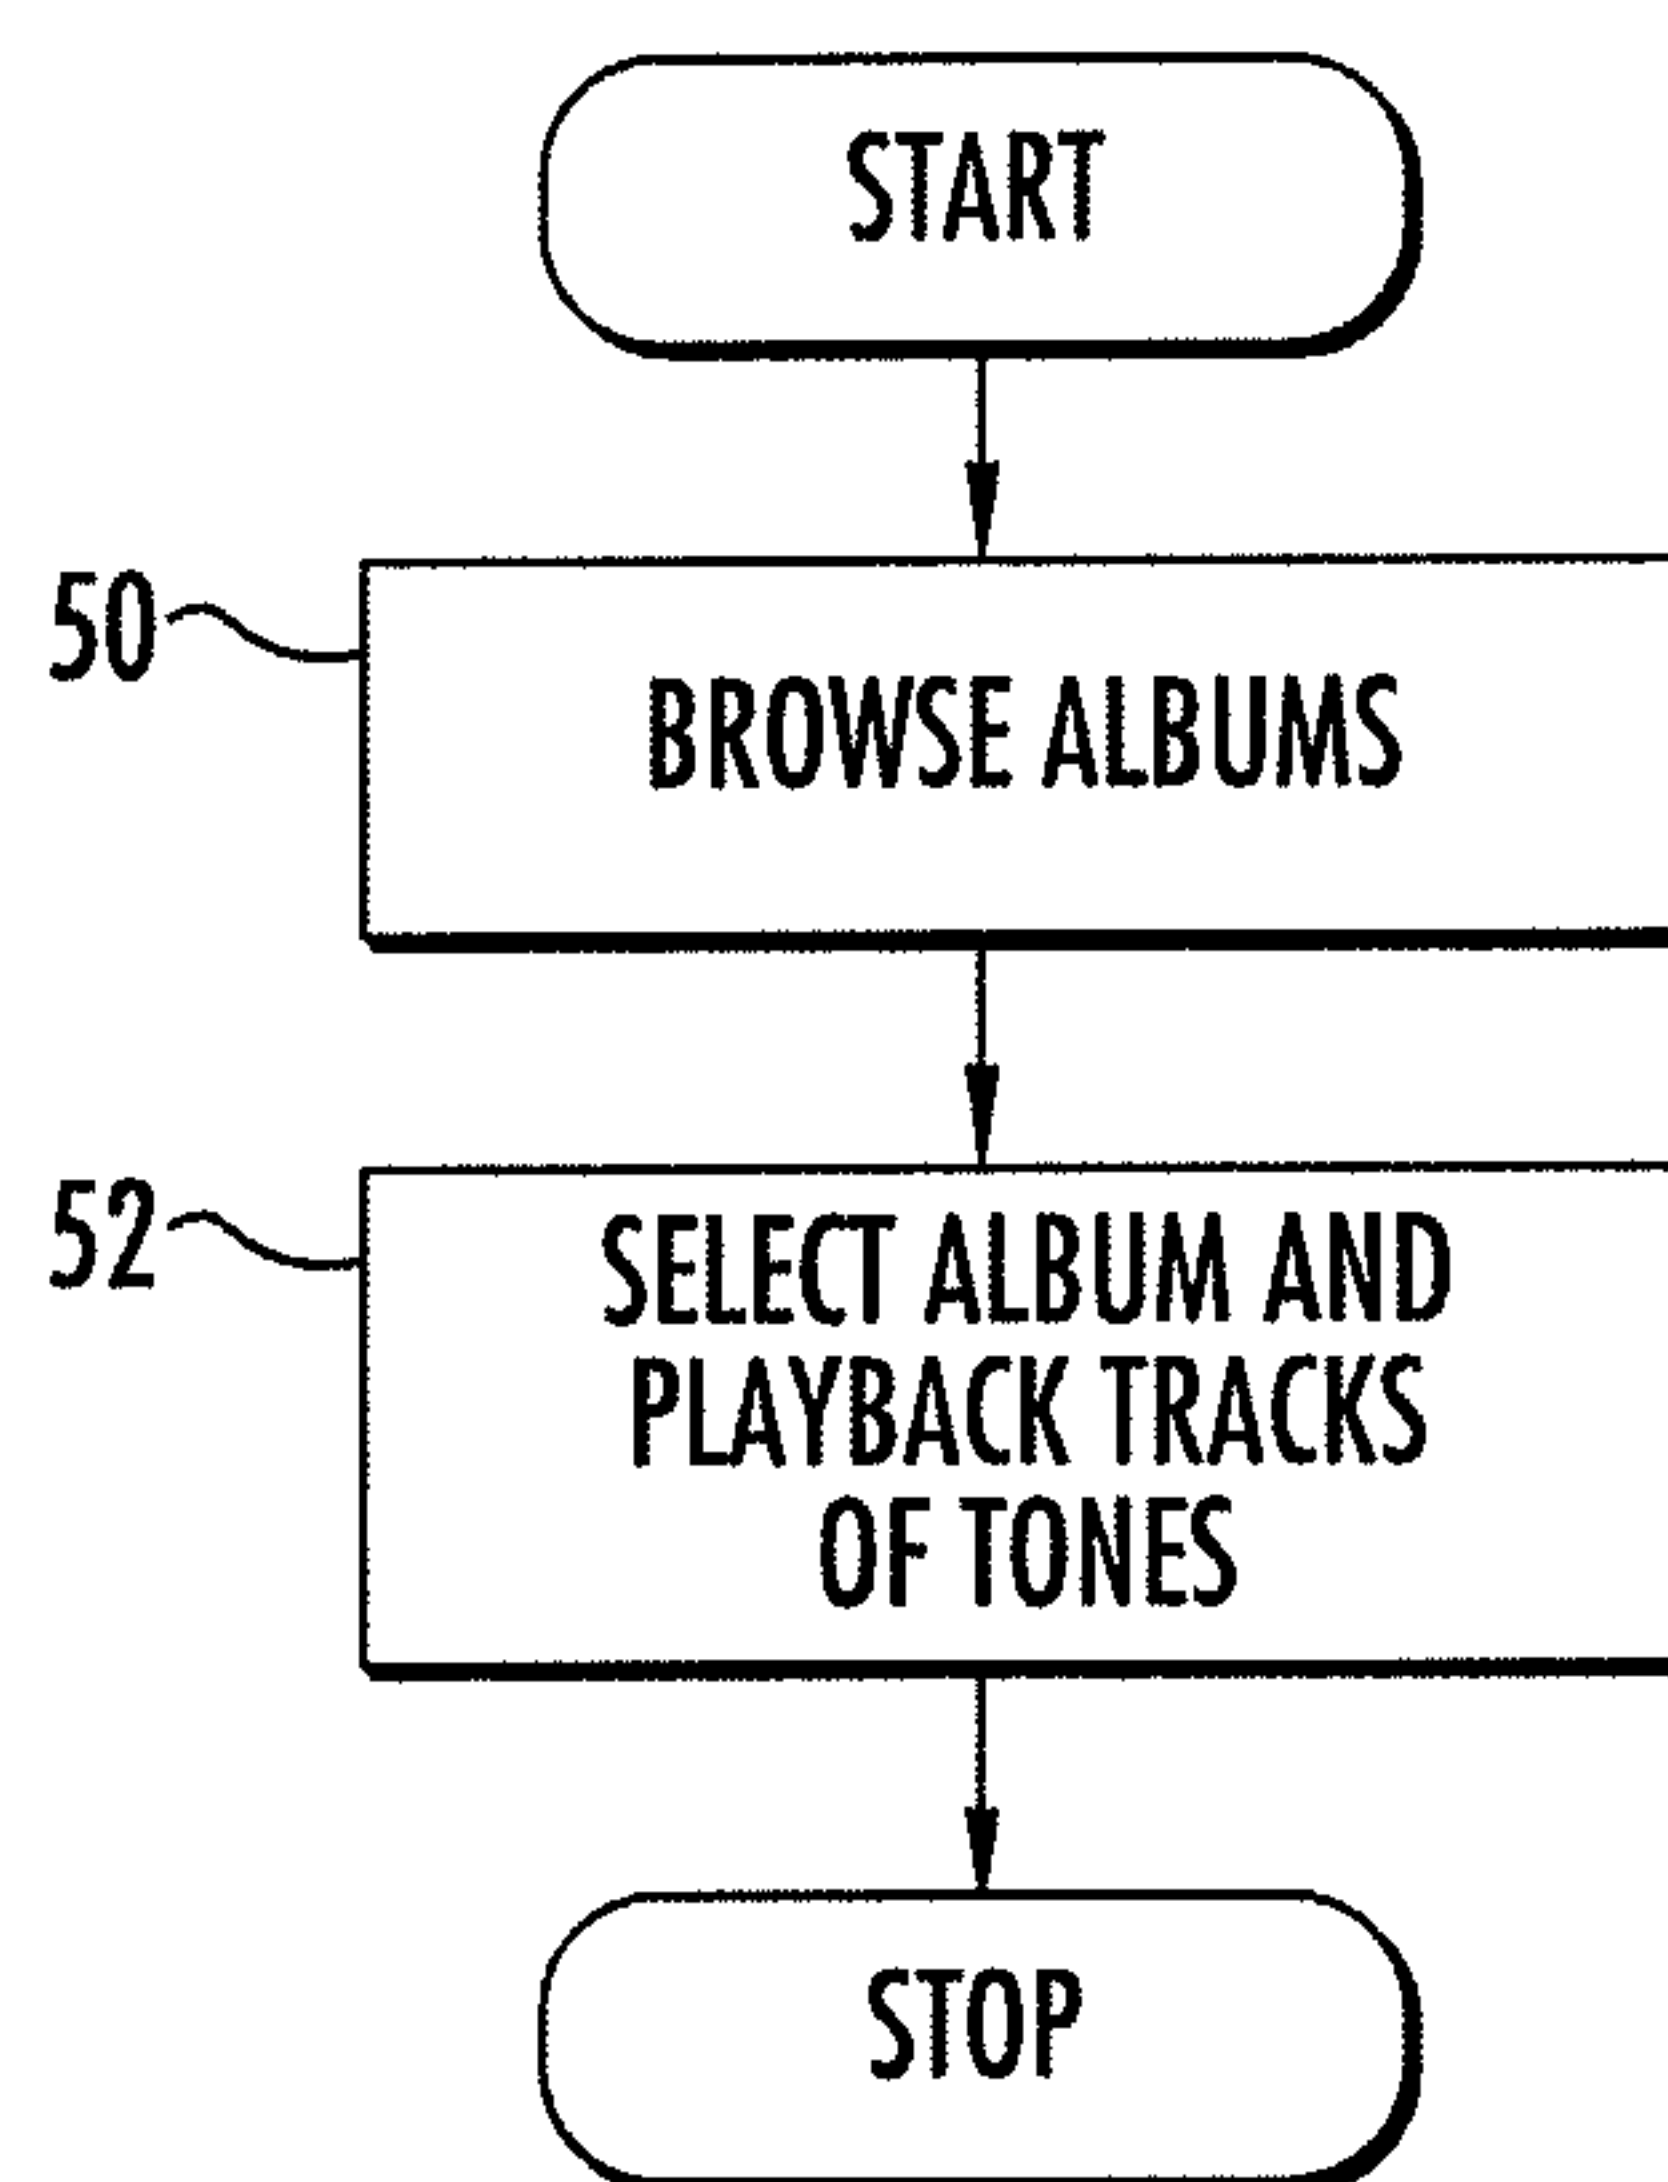 START
50
BROWSE ALBUMS
52
SELECT ALBUM AND
PLAYBACK TRACKS
OF TONES
STOP